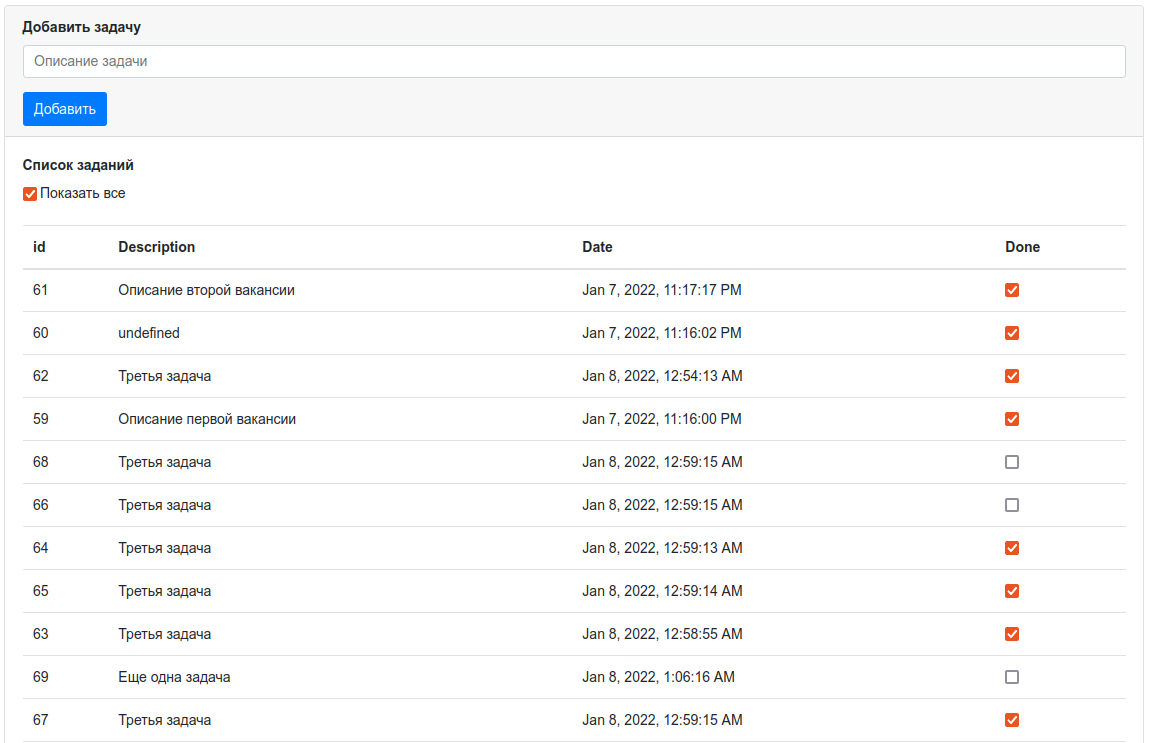 Добавить задачу
Описание задачи
Добавить
Список заданий
Показать все
id Description Date Done
61 Описание второй вакансии Jan 7, 2022, 11:17:17 PM
60 undefined Jan 7, 2022, 11:16:02 PM
62 Третья задача Jan 8, 2022, 12:54:13 AM
59 Описание первой вакансии Jan 7, 2022, 11:16:00 PM
68 Третья задача Jan 8, 2022, 12:59:15 AM
66 Третья задача Jan 8, 2022, 12:59:15 AM
64 Третья задача Jan 8, 2022, 12:59:13 AM
65 Третья задача Jan 8, 2022, 12:59:14 AM
63 Третья задача Jan 8, 2022, 12:58:55 AM
69 Еще одна задача Jan 8, 2022, 1:06:16 AM
67 Третья задача Jan 8, 2022, 12:59:15 AM